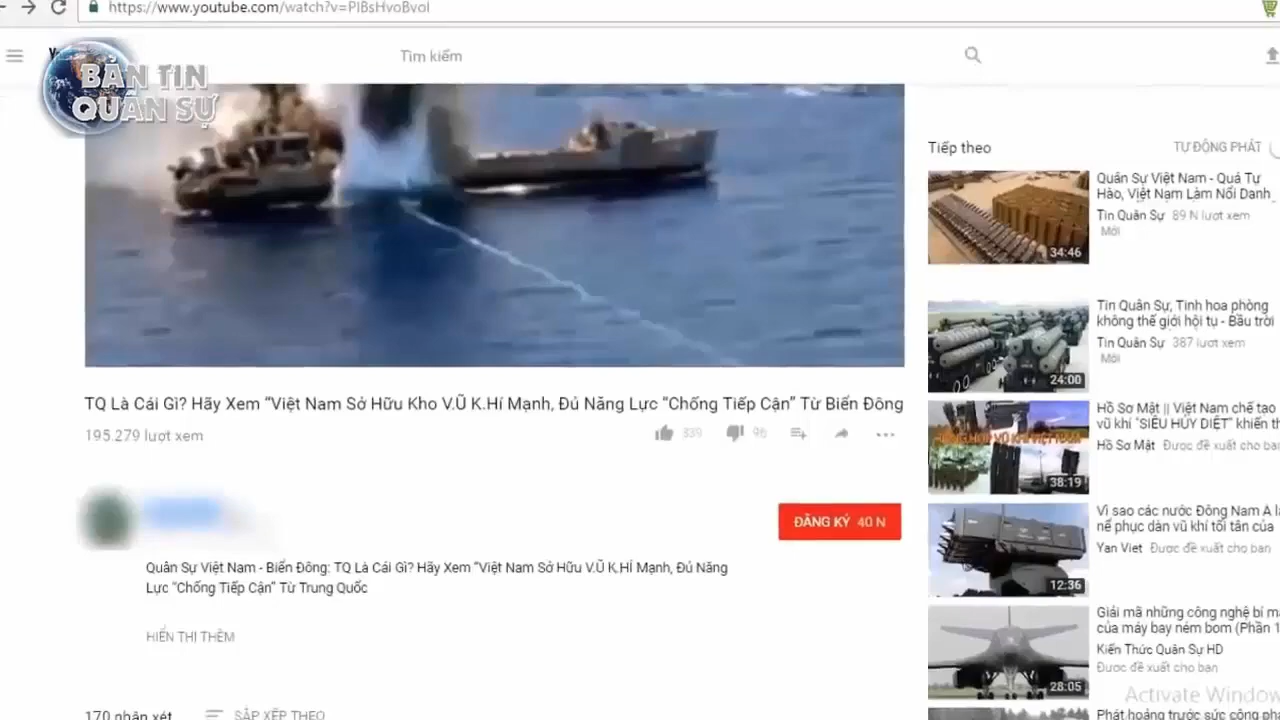 https://www.youtube.com/watch?v=PlBsHvoBvoI
Tìm kiếm
BẢN TIN
QUÂN SỰ
TQ Là Cái Gì? Hãy Xem “Việt Nam Sở Hữu Kho V.Ũ K.Hí Mạnh, Đủ Năng Lực “Chống Tiếp Cận” Từ Biển Đông
195.279 lượt xem
339
96
ĐĂNG KÝ 40 N
Quân Sự Việt Nam - Biển Đông: TQ Là Cái Gì? Hãy Xem “Việt Nam Sở Hữu V.Ũ K.HÍ Mạnh, Đủ Năng
Lực “Chống Tiếp Cận” Từ Trung Quốc
HIỂN THỊ THÊM
170 nhận xét
SẮP XẾP THEO
Tiếp theo
TỰ ĐỘNG PHÁT
Quân Sự Việt Nam - Quá Tự
Hào, Việt Nam Làm Nổi Danh
Tin Quân Sự 89 N lượt xem
Mới
34:46
Tin Quân Sự, Tinh hoa phòng
không thế giới hội tụ - Bầu trời
Tin Quân Sự 387 lượt xem
Mới
24:00
Hồ Sơ Mật || Việt Nam chế tạo
vũ khí "SIÊU HỦY DIỆT" khiến
Hồ Sơ Mật Được đề xuất cho
38:19
Vì sao các nước Đông Nam Á
nể phục dàn vũ khí tối tân của
Yan Viet Được đề xuất cho bạn
12:36
Giải mã những công nghệ bí
của máy bay ném bom (Phần 1
Kiến Thức Quân Sự HD
Được đề xuất cho bạn
28:05
Activate Window
Phát hoảng trước sức công